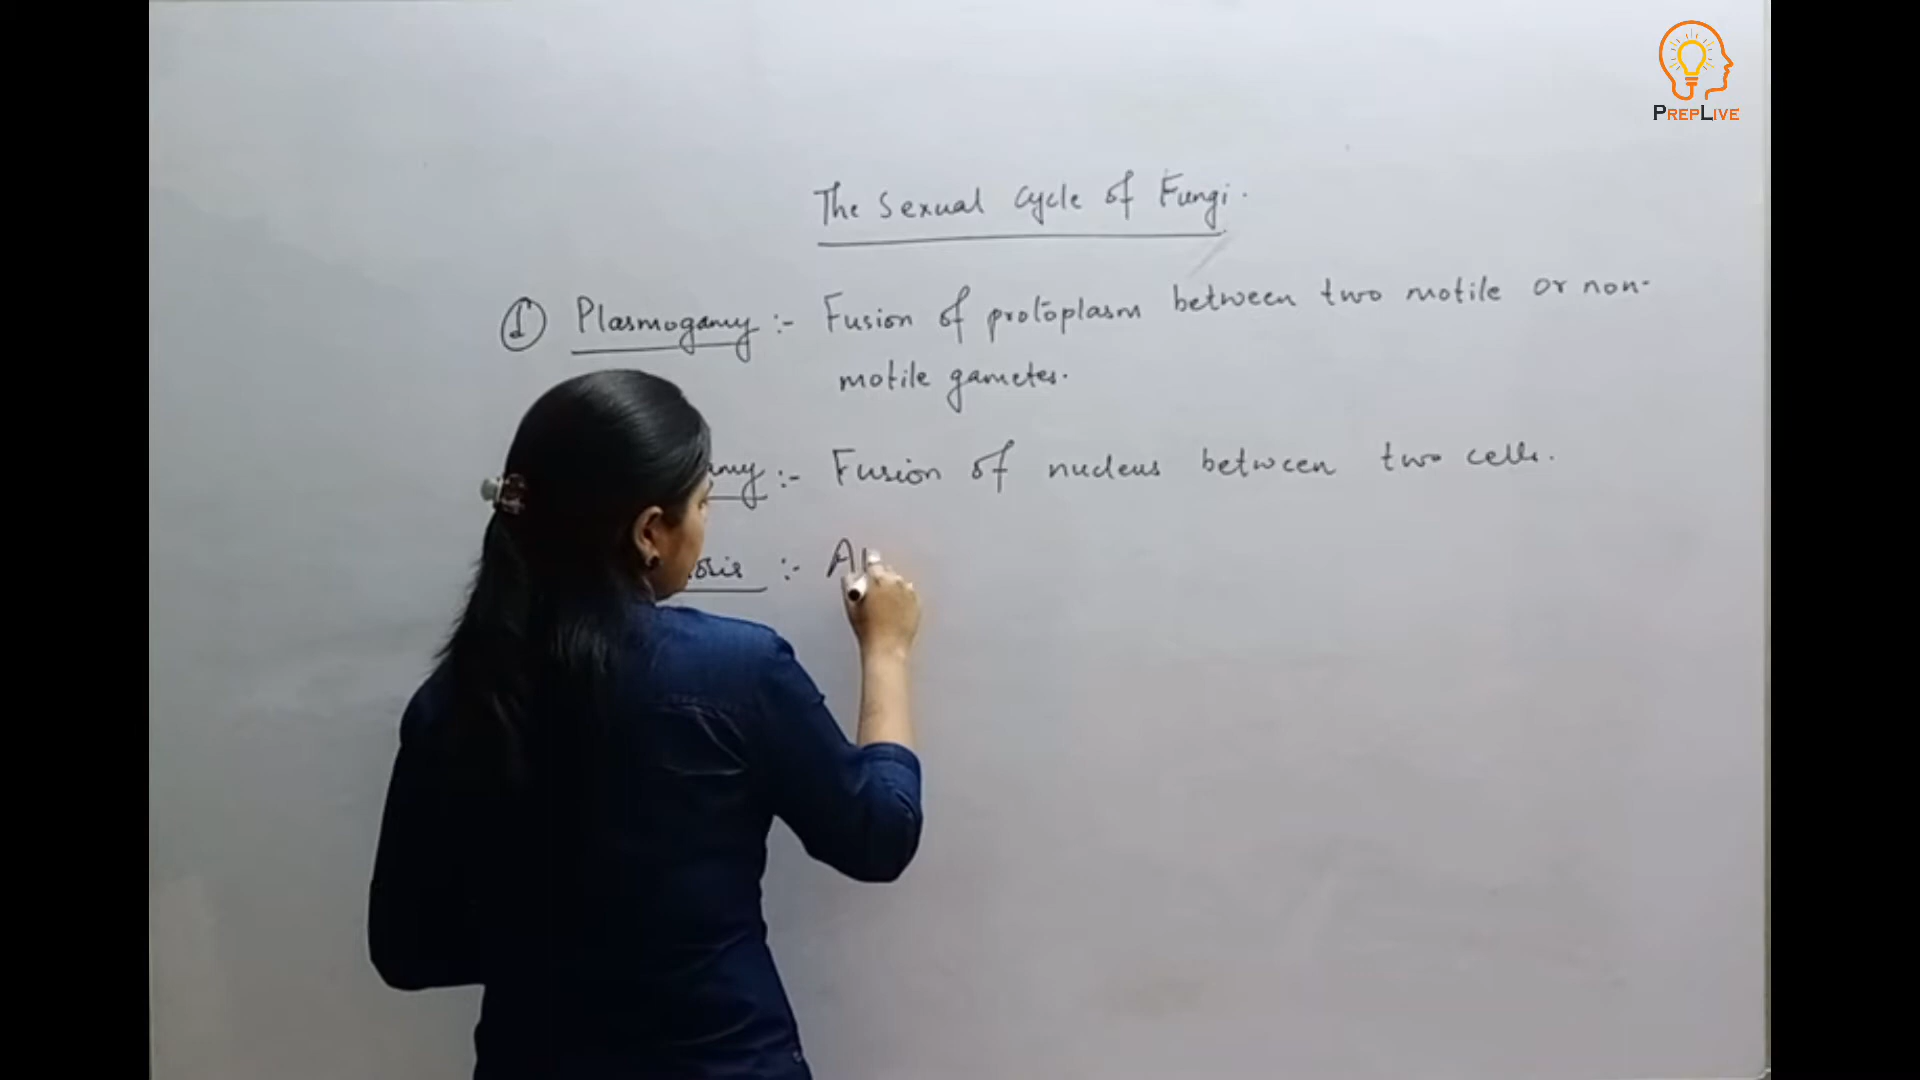 PREPLIVE
The Sexual Cycle of Fungi.
① Plasmogamy :- Fusion of protoplasm between two motile or non-
motile gametes.
:- Fusion of nucleus between two cells.
:-